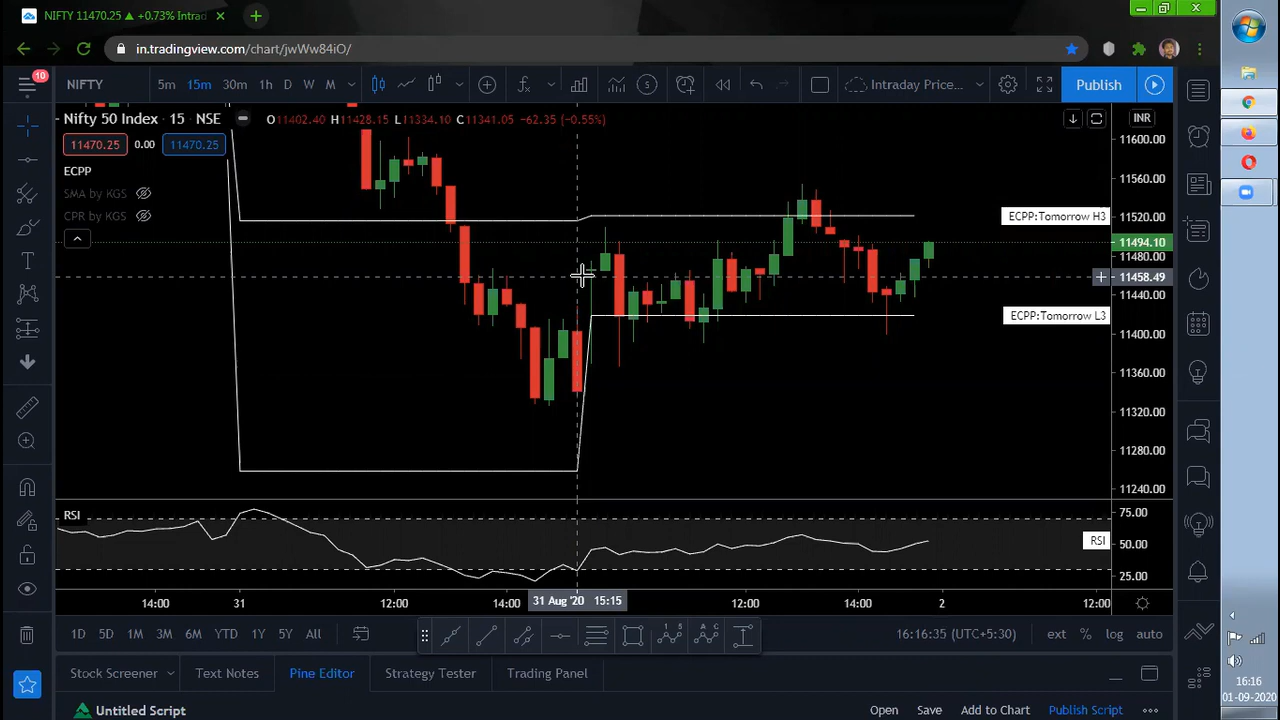 NIFTY 11470.25 ▲ +0.73% Intrad
in.tradingview.com/chart/jwWw84iO/
10
NIFTY 5m 15m 30m 1h D W M Intraday Price... Publish
Nifty 50 Index · 15 · NSE O11402.40 H11428.15 L11334.10 C11341.05 −62.35 (−0.55%) INR
11470.25 0.00 11470.25
ECPP
SMA by KGS
CPR by KGS
11600.00
11560.00
ECPP:Tomorrow H3 11520.00
11494.10
11480.00
11458.49
11440.00
ECPP:Tomorrow L3
11400.00
11360.00
11320.00
11280.00
11240.00
RSI 75.00
RSI 50.00
25.00
14:00 31 12:00 14:00 31 Aug '20 15:15 12:00 14:00 2 12:00
1D 5D 1M 3M 6M YTD 1Y 5Y All 16:16:35 (UTC+5:30) ext % log auto
Stock Screener Text Notes Pine Editor Strategy Tester Trading Panel
Untitled Script Open Save Add to Chart Publish Script
16:16
01-09-2020